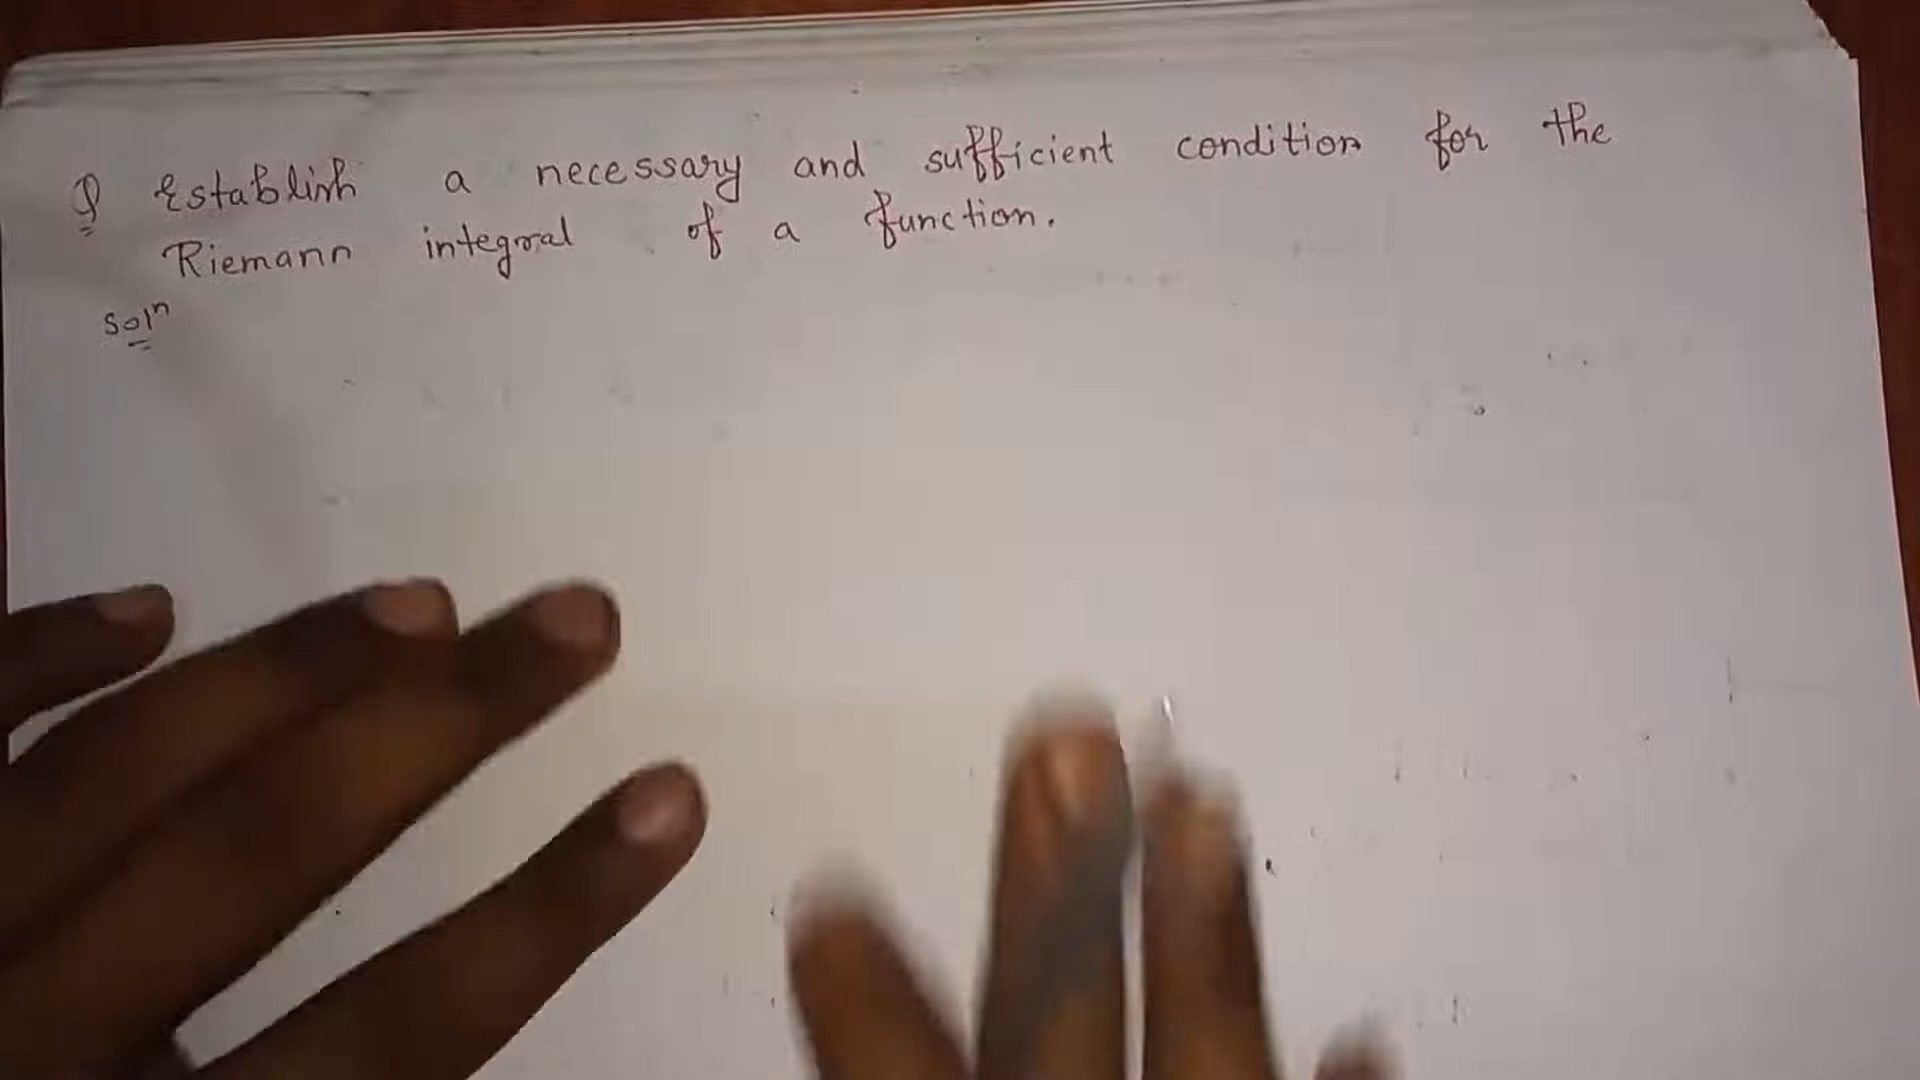 Q Establish a necessary and sufficient condition for the
Riemann integral of a function.
Solⁿ